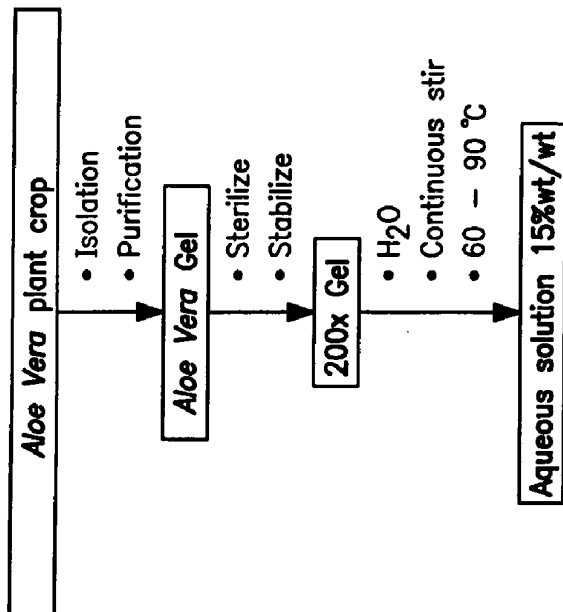 Aloe Vera plant crop
• Isolation
• Purification
Aloe Vera Gel
• Sterilize
• Stabilize
200x Gel
• H₂O
• Continuous stir
• 60 – 90 °C
Aqueous solution 15%wt/wt